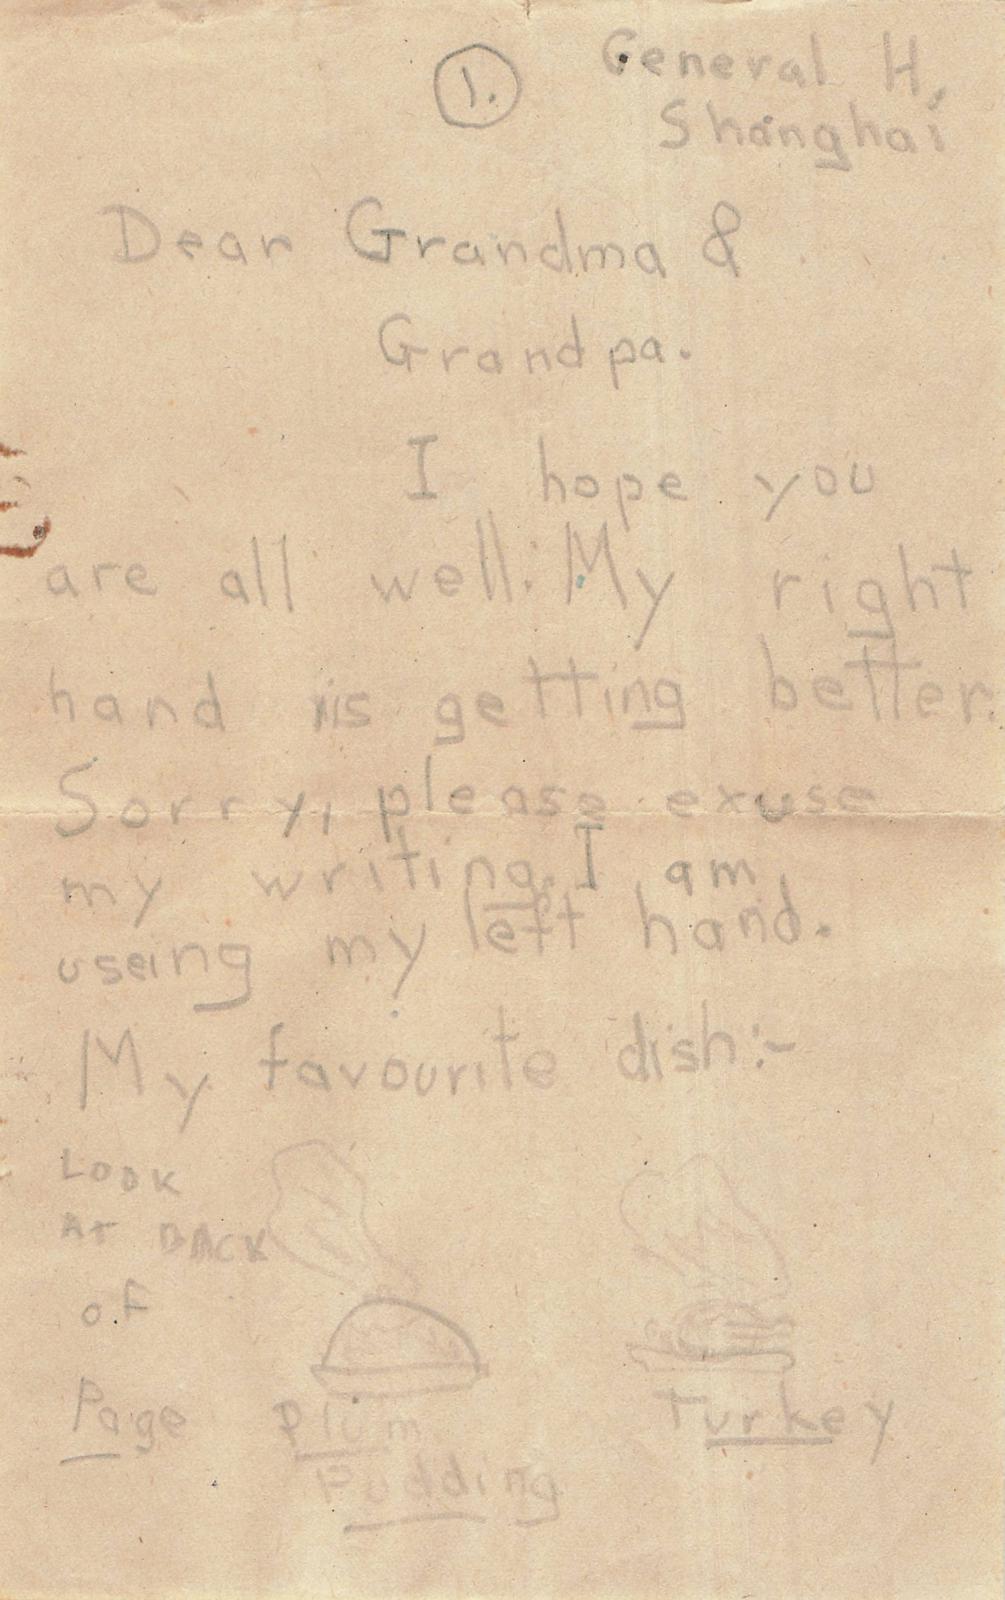 1.
General H,
Shanghai
Dear Grandma &
Grandpa.
I hope you
are all well. My right
hand is getting better.
Sorry, please exuse
my writing. I am
useing my left hand.
My favourite dish:-
LOOK
AT BACK
of
Page
Plum
Pudding
Turkey